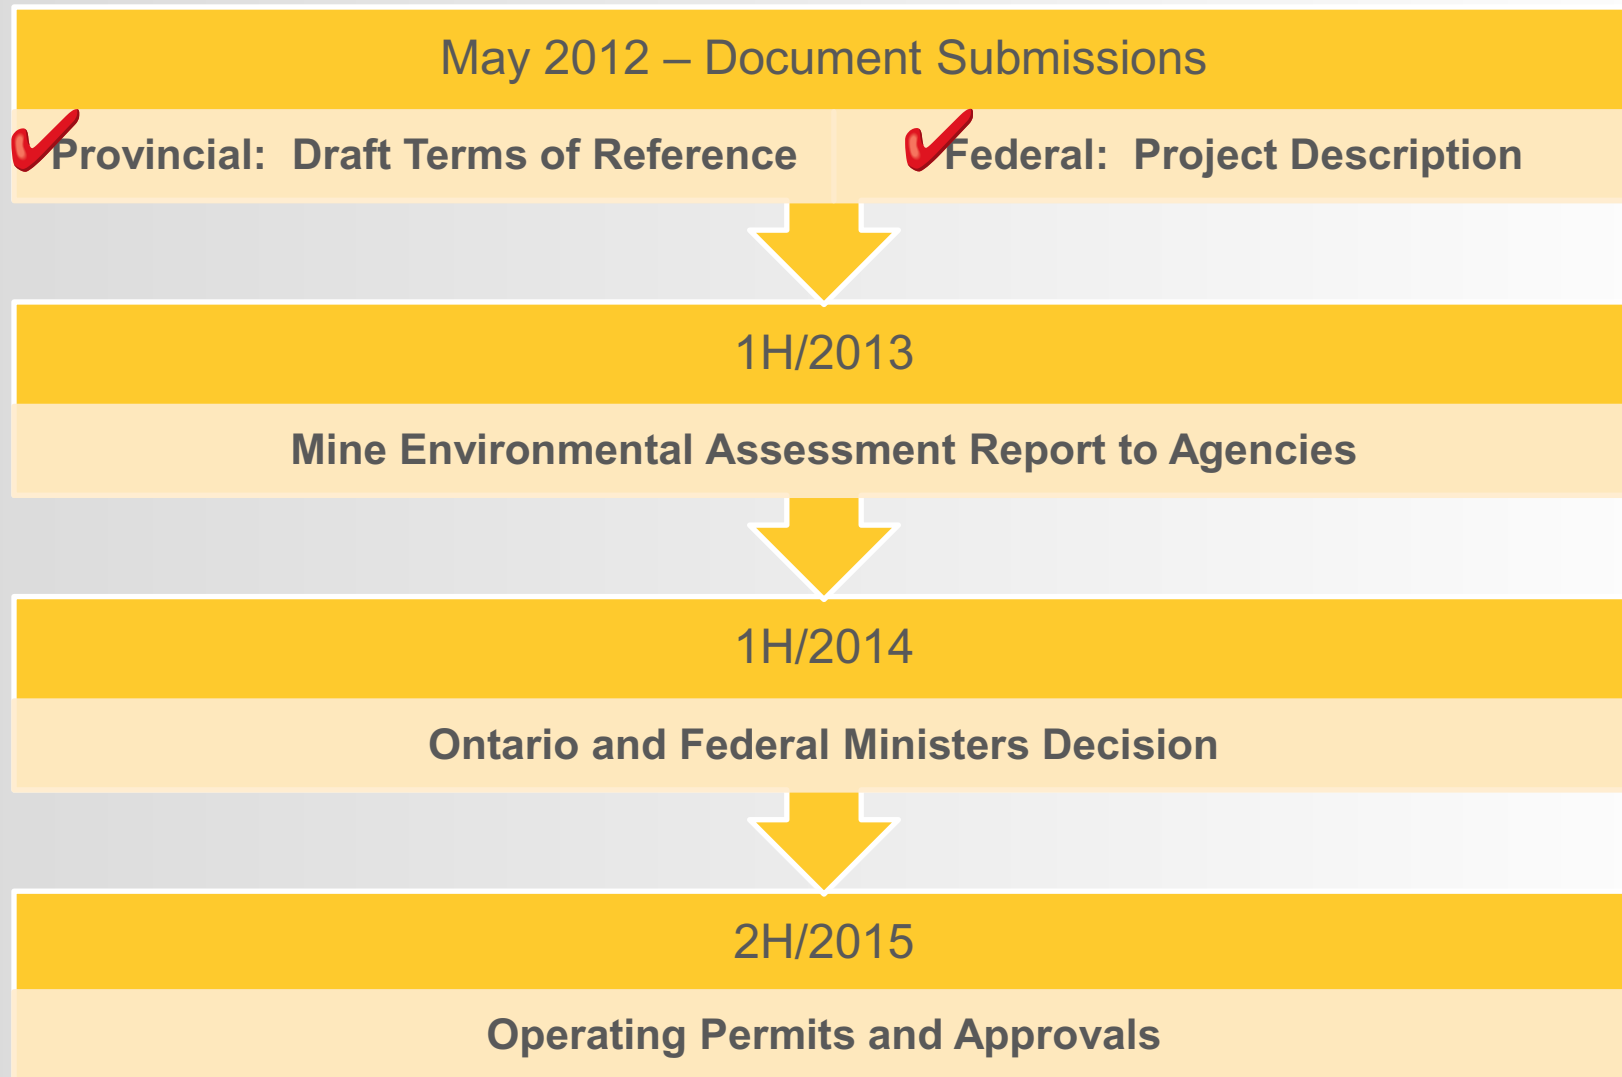 May 2012 – Document Submissions
Provincial:  Draft Terms of Reference
Federal:  Project Description
1H/2013
Mine Environmental Assessment Report to Agencies
1H/2014
Ontario and Federal Ministers Decision
2H/2015
Operating Permits and Approvals